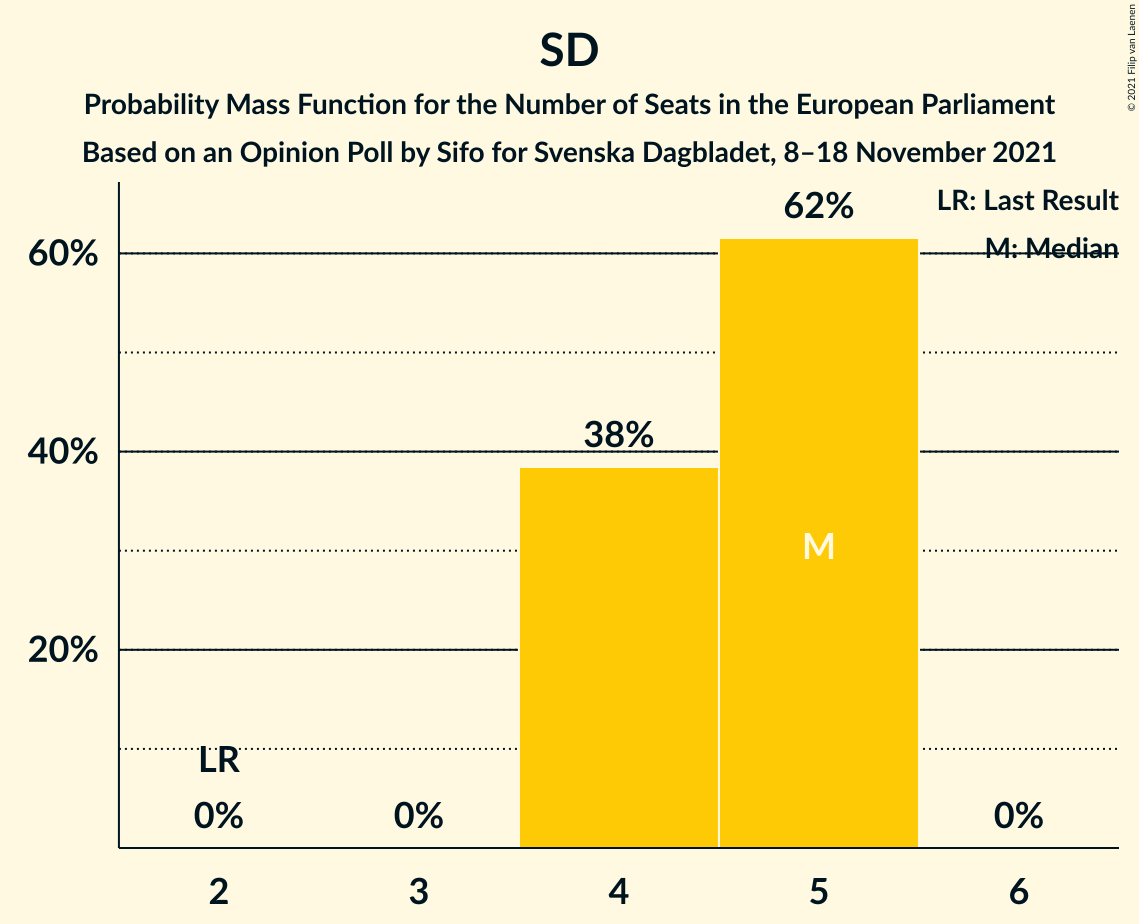 SD
Probability Mass Function for the Number of Seats in the European Parliament
Based on an Opinion Poll by Sifo for Svenska Dagbladet, 8–18 November 2021
© 2021 Filip van Laenen
LR: Last Result
M: Median
62%
60%
38%
40%
M
20%
LR
0%
0%
0%
2 3 4 5 6